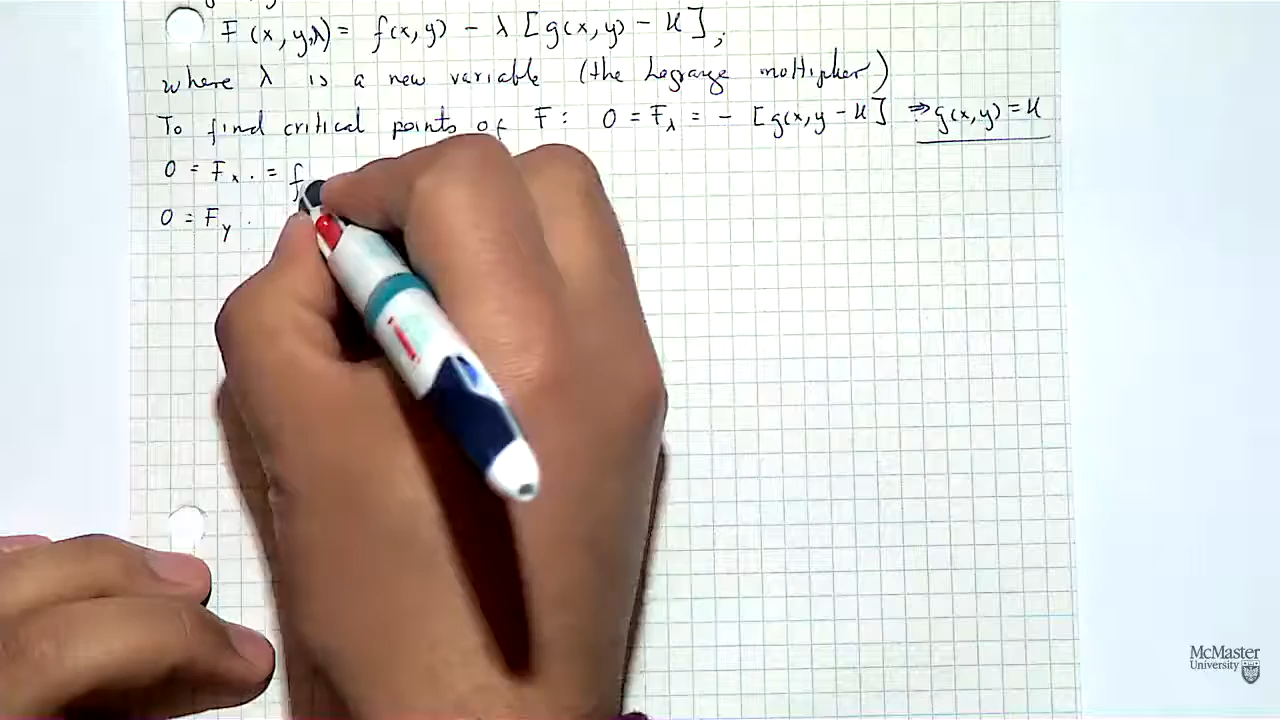 F (x, y, λ) = f(x, y) - λ [g(x, y) - K],
where λ is a new variable (the Lagrange multiplier)
To find critical points of F: 0 = Fλ = - [g(x, y - K] ⇒ g(x, y) = K
0 = Fx . = f
0 = Fy .
McMaster
University